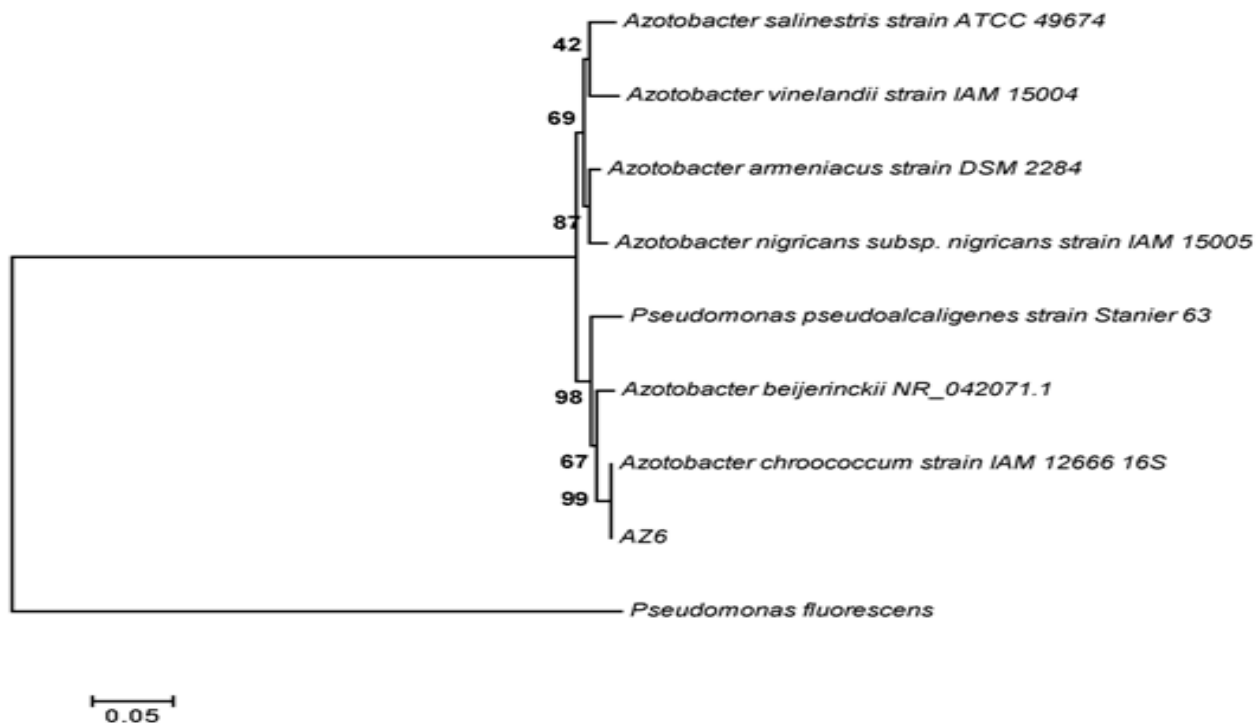 Azotobacter salinestris strain ATCC 49674
42
Azotobacter vinelandii strain IAM 15004
69
Azotobacter armeniacus strain DSM 2284
87
Azotobacter nigricans subsp. nigricans strain IAM 15005
Pseudomonas pseudoalcaligenes strain Stanier 63
Azotobacter beijerinckii NR_042071.1
98
67
Azotobacter chroococcum strain IAM 12666 16S
99
AZ6
Pseudomonas fluorescens
0.05